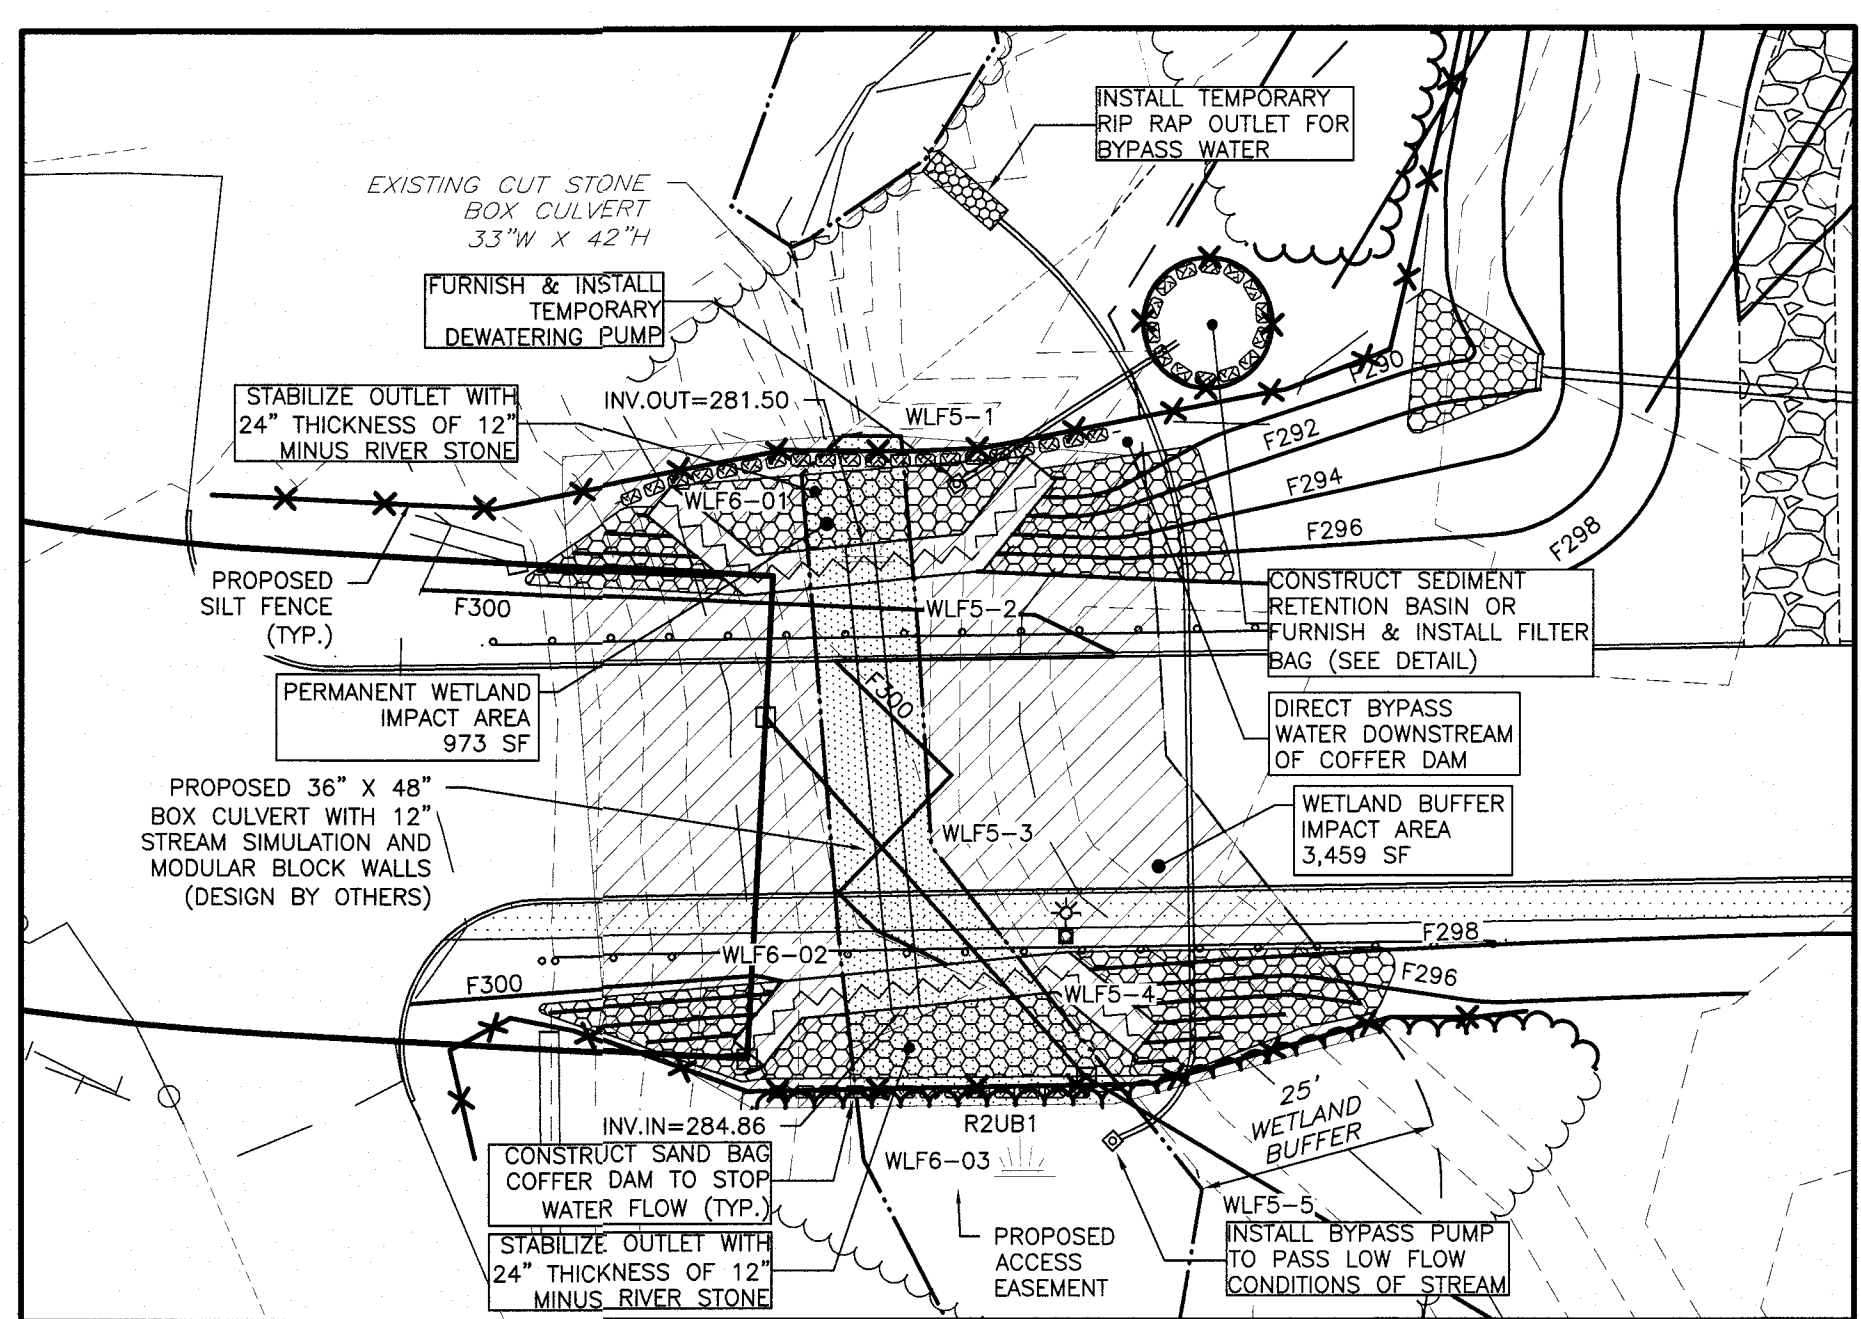 INSTALL TEMPORARY
RIP RAP OUTLET FOR
BYPASS WATER
EXISTING CUT STONE
BOX CULVERT
33"W X 42"H
FURNISH & INSTALL
TEMPORARY
DEWATERING PUMP
STABILIZE OUTLET WITH
24" THICKNESS OF 12"
MINUS RIVER STONE
INV.OUT=281.50
WLF5-1
F290
F292
F294
F296
F298
WLF6-01
PROPOSED
SILT FENCE
(TYP.)
F300
WLF5-2
CONSTRUCT SEDIMENT
RETENTION BASIN OR
FURNISH & INSTALL FILTER
BAG (SEE DETAIL)
PERMANENT WETLAND
IMPACT AREA
973 SF
F300
DIRECT BYPASS
WATER DOWNSTREAM
OF COFFER DAM
PROPOSED 36" X 48"
BOX CULVERT WITH 12"
STREAM SIMULATION AND
MODULAR BLOCK WALLS
(DESIGN BY OTHERS)
WLF5-3
WETLAND BUFFER
IMPACT AREA
3,459 SF
F298
WLF6-02
F296
F300
WLF5-4
INV.IN=284.86
R2UB1
25'
WETLAND
BUFFER
CONSTRUCT SAND BAG
COFFER DAM TO STOP
WATER FLOW (TYP.)
WLF6-03
WLF5-5
PROPOSED
ACCESS
EASEMENT
INSTALL BYPASS PUMP
TO PASS LOW FLOW
CONDITIONS OF STREAM
STABILIZE OUTLET WITH
24" THICKNESS OF 12"
MINUS RIVER STONE